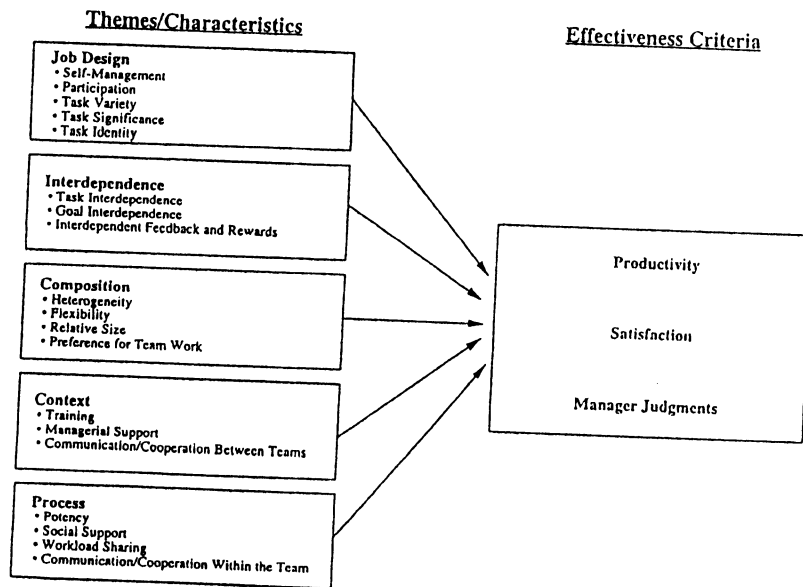 Themes/Characteristics
Job Design
• Self-Management
• Participation
• Task Variety
• Task Significance
• Task Identity
Interdependence
• Task Interdependence
• Goal Interdependence
• Interdependent Feedback and Rewards
Composition
• Heterogeneity
• Flexibility
• Relative Size
• Preference for Team Work
Context
• Training
• Managerial Support
• Communication/Cooperation Between Teams
Process
• Potency
• Social Support
• Workload Sharing
• Communication/Cooperation Within the Team
Effectiveness Criteria
Productivity
Satisfaction
Manager Judgments